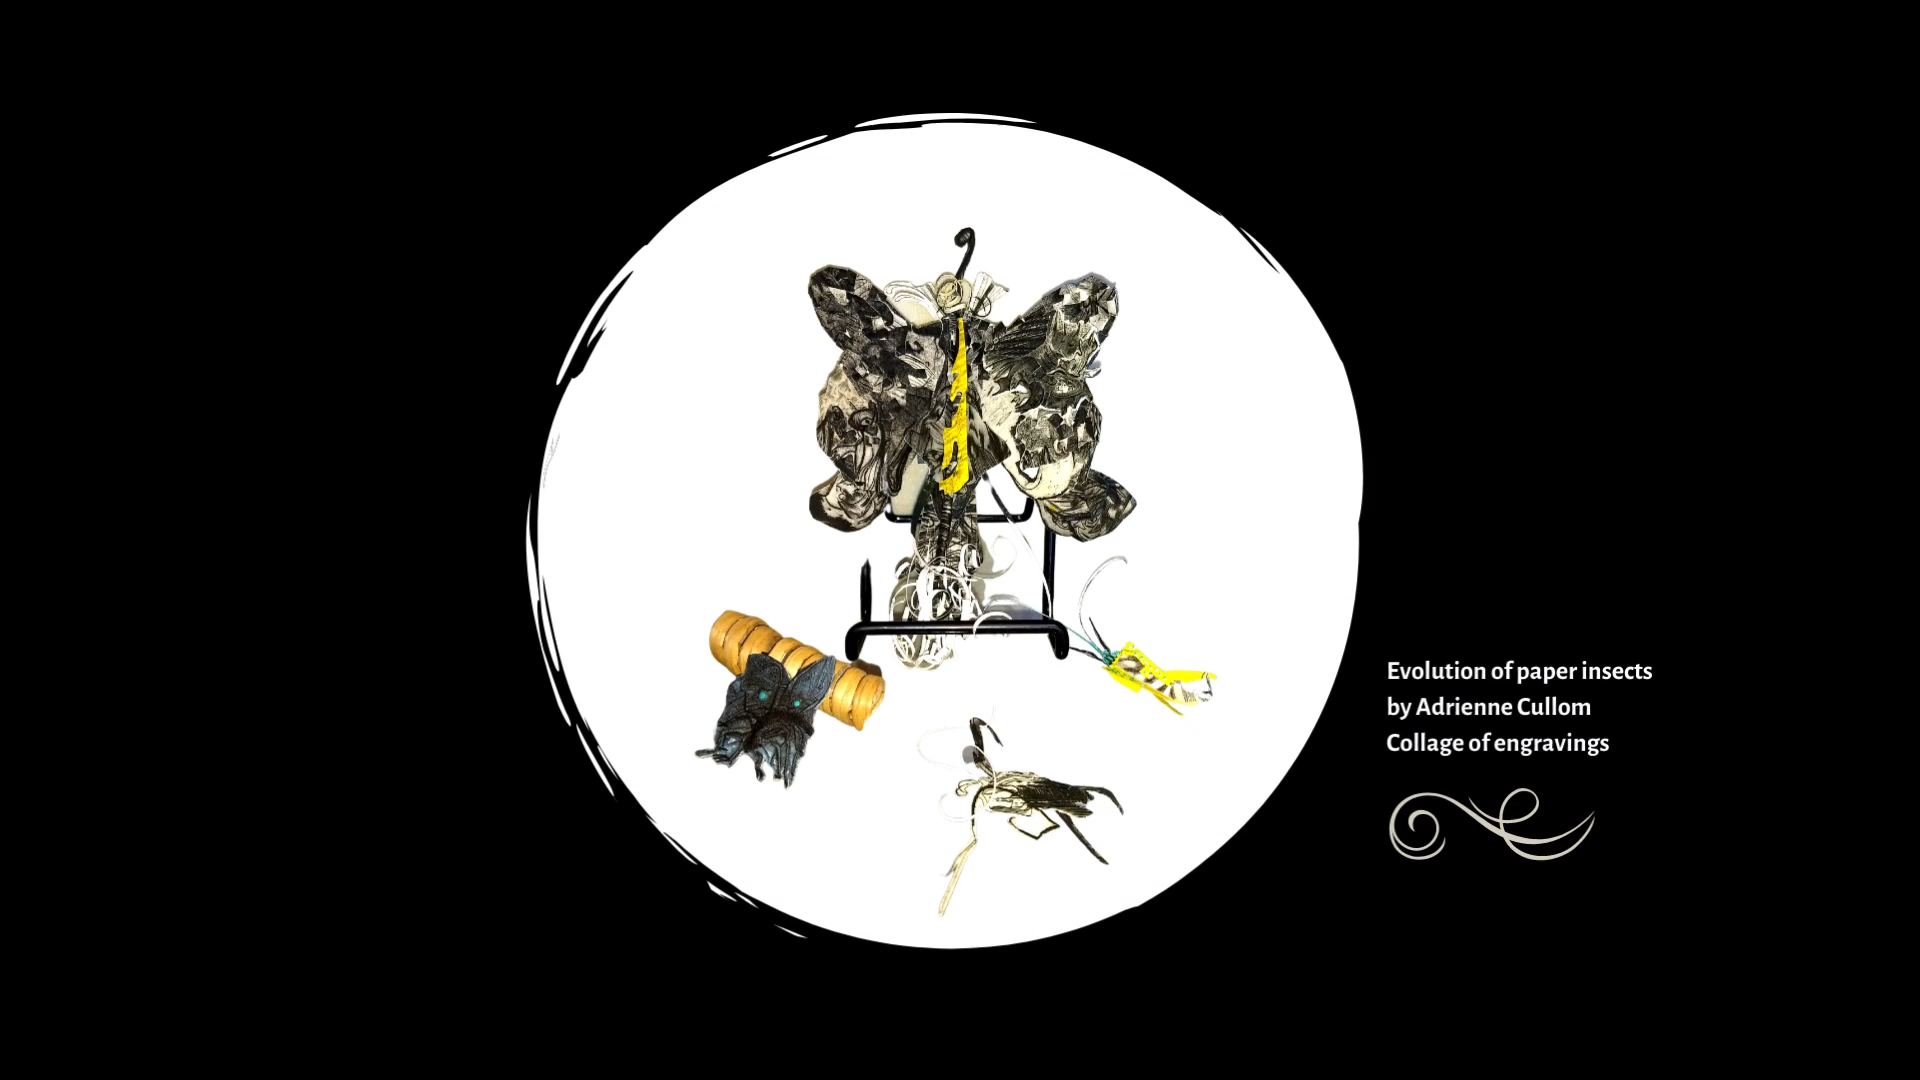 Evolution of paper insects
by Adrienne Cullom
Collage of engravings